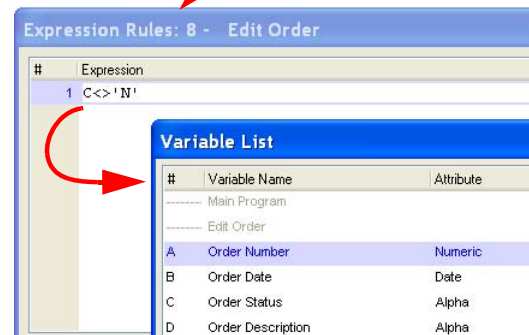 Expression Rules: 8 - Edit Order
# Expression
1 C<>'N'
Variable List
# Variable Name Attribute
Main Program
Edit Order
A Order Number Numeric
B Order Date Date
C Order Status Alpha
D Order Description Alpha